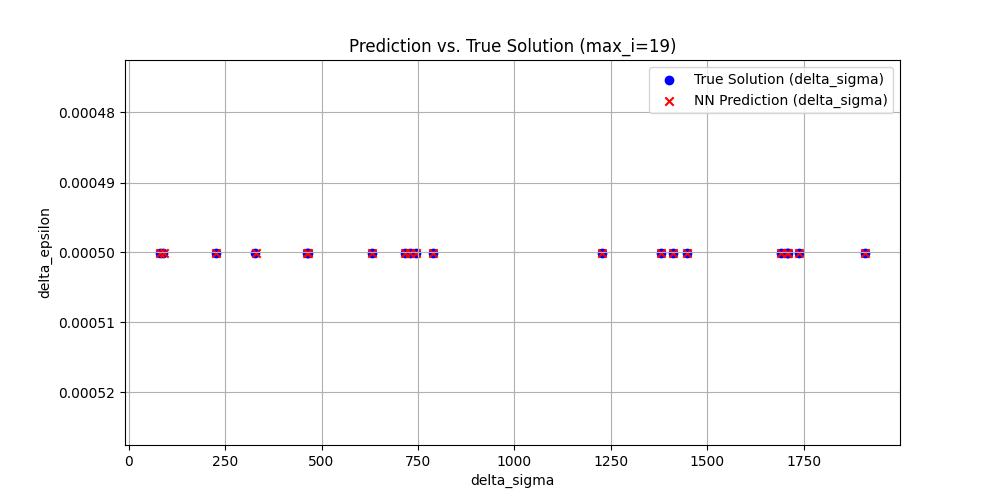 Prediction vs. True Solution (max_i=19)
True Solution (delta_sigma)
NN Prediction (delta_sigma)
0.00048
0.00049
0.00050
0.00051
0.00052
delta_epsilon
0
250
500
750
1000
1250
1500
1750
delta_sigma